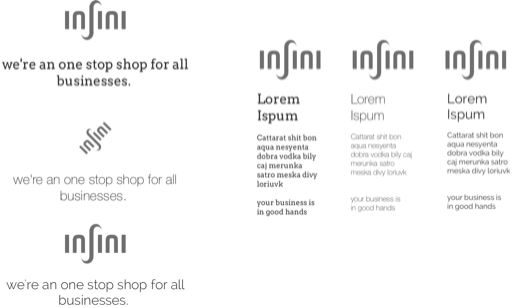 infini
we're an one stop shop for all
businesses.
infini
we're an one stop shop for all
businesses.
infini
we're an one stop shop for all
businesses.
infini
Lorem
Ispum
Cattarat shit bon
aqua nesyenta
dobra vodka bily
caj merunka
satro meska divy
loriuvk
your business is
in good hands
infini
Lorem
Ispum
Cattarat shit bon
aqua nesyenta
dobra vodka bily caj
merunka satro
meska divy loriuvk
your business is
in good hands
infini
Lorem
Ispum
Cattarat shit bon
aqua nesyenta
dobra vodka bily
caj merunka satro
meska divy loriuvk
your business is
in good hands